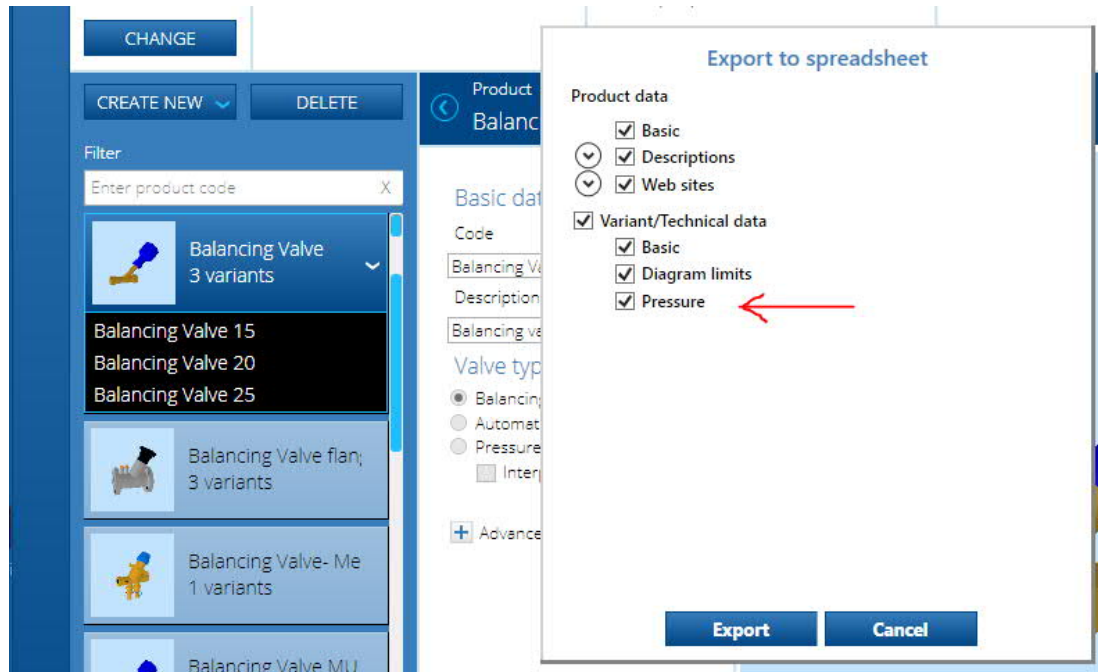 CHANGE
CREATE NEW
DELETE
Filter
Enter product code X
Balancing Valve
3 variants
Balancing Valve 15
Balancing Valve 20
Balancing Valve 25
Balancing Valve flan
3 variants
Balancing Valve- Me
1 variants
Balancing Valve MU
Product
Balanc
Basic dat
Code
Balancing Va
Description
Balancing va
Valve typ
Balancin
Automat
Pressure
Inter
Advance
Export to spreadsheet
Product data
Basic
Descriptions
Web sites
Variant/Technical data
Basic
Diagram limits
Pressure
Export
Cancel